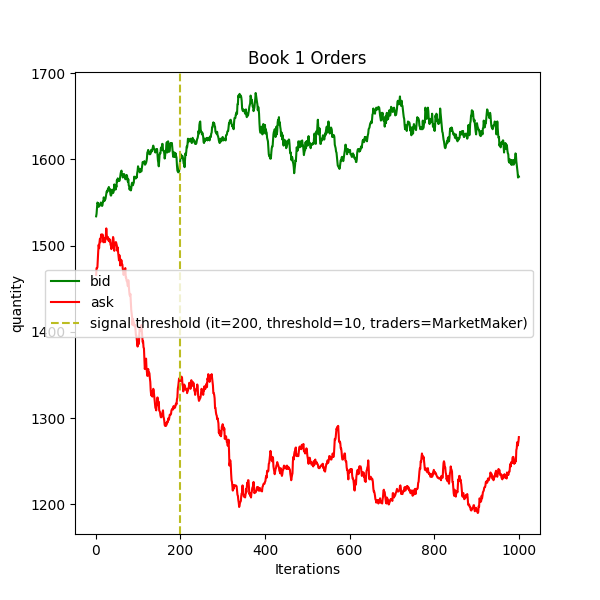 Book 1 Orders
1700
1600
1500
1400
1300
1200
quantity
bid
ask
signal threshold (it=200, threshold=10, traders=MarketMaker)
0 200 400 600 800 1000
Iterations